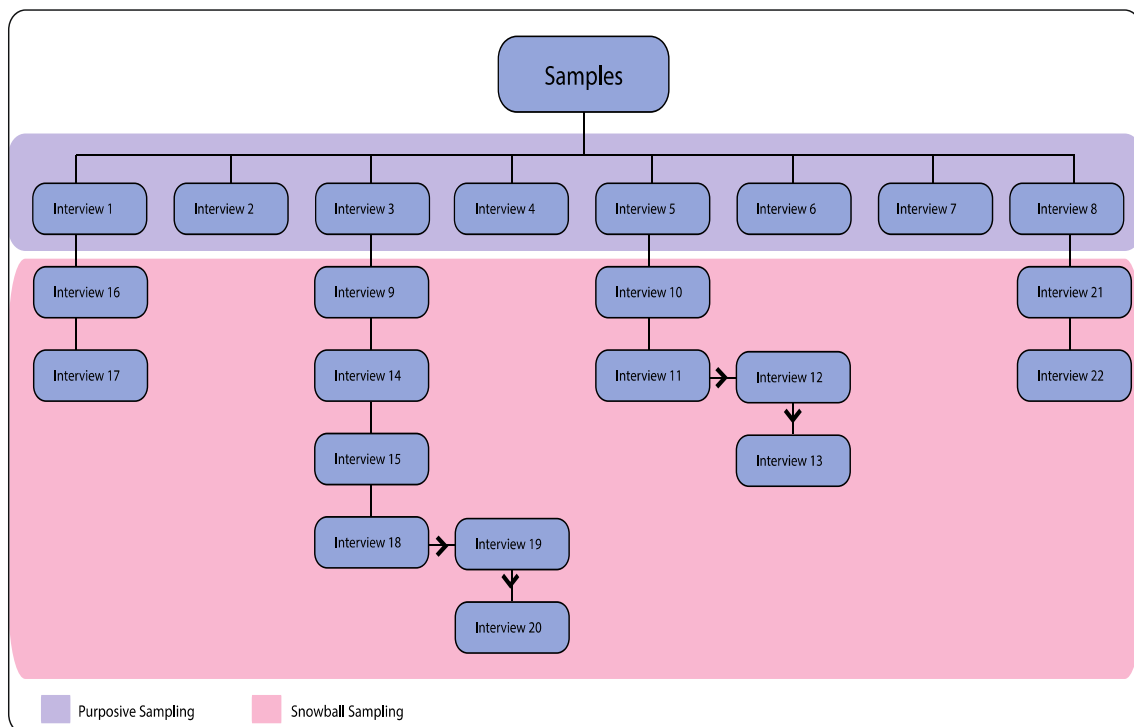 Samples
Interview 1
Interview 2
Interview 3
Interview 4
Interview 5
Interview 6
Interview 7
Interview 8
Interview 16
Interview 9
Interview 10
Interview 21
Interview 17
Interview 14
Interview 11
Interview 12
Interview 22
Interview 15
Interview 13
Interview 18
Interview 19
Interview 20
Purposive Sampling
Snowball Sampling